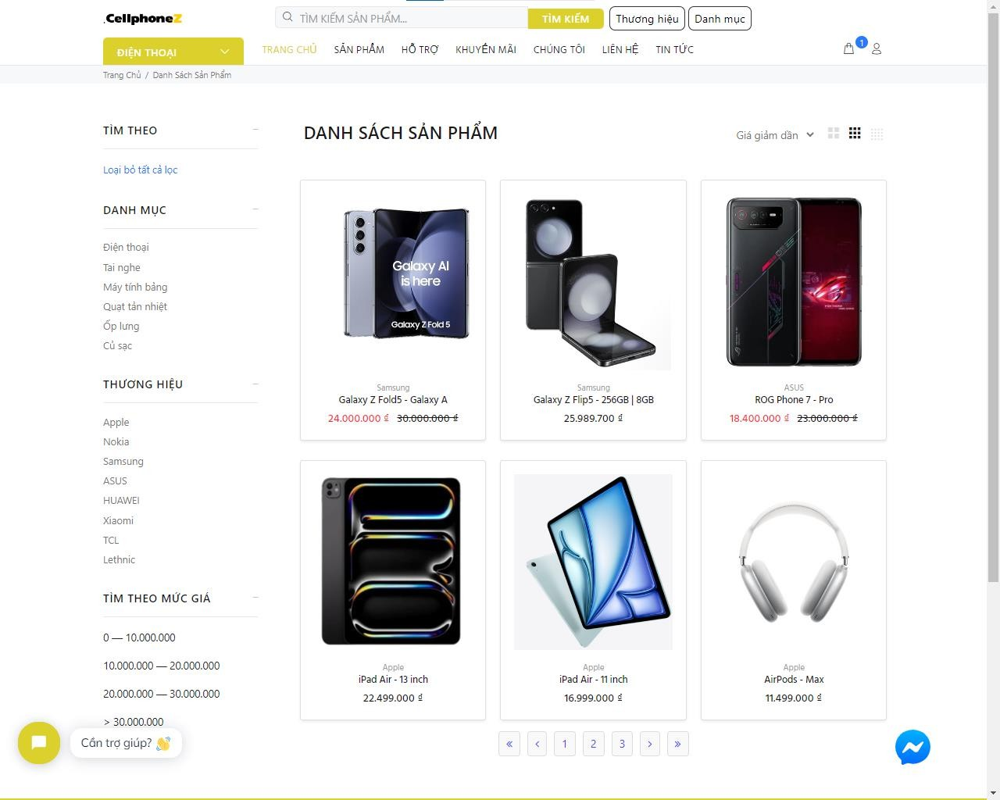 .CellphoneZ
TÌM KIẾM SẢN PHẨM...
TÌM KIẾM
Thương hiệu
Danh mục
ĐIỆN THOẠI
TRANG CHỦ
SẢN PHẨM
HỖ TRỢ
KHUYẾN MÃI
CHÚNG TÔI
LIÊN HỆ
TIN TỨC
1
Trang Chủ / Danh Sách Sản Phẩm
TÌM THEO
Loại bỏ tất cả lọc
DANH MỤC
Điện thoại
Tai nghe
Máy tính bảng
Quạt tản nhiệt
Ốp lưng
Củ sạc
THƯƠNG HIỆU
Apple
Nokia
Samsung
ASUS
HUAWEI
Xiaomi
TCL
Lethnic
TÌM THEO MỨC GIÁ
0 — 10.000.000
10.000.000 — 20.000.000
20.000.000 — 30.000.000
> 30.000.000
DANH SÁCH SẢN PHẨM
Giá giảm dần
Galaxy AI
is here
Galaxy Z Fold 5
Samsung
Galaxy Z Fold5 - Galaxy A
24.000.000 ₫ 30.000.000 ₫
Samsung
Galaxy Z Flip5 - 256GB | 8GB
25.989.700 ₫
ASUS
ROG Phone 7 - Pro
18.400.000 ₫ 23.000.000 ₫
Apple
iPad Air - 13 inch
22.499.000 ₫
Apple
iPad Air - 11 inch
16.999.000 ₫
Apple
AirPods - Max
11.499.000 ₫
« ‹ 1 2 3 › »
Cần trợ giúp? 👋